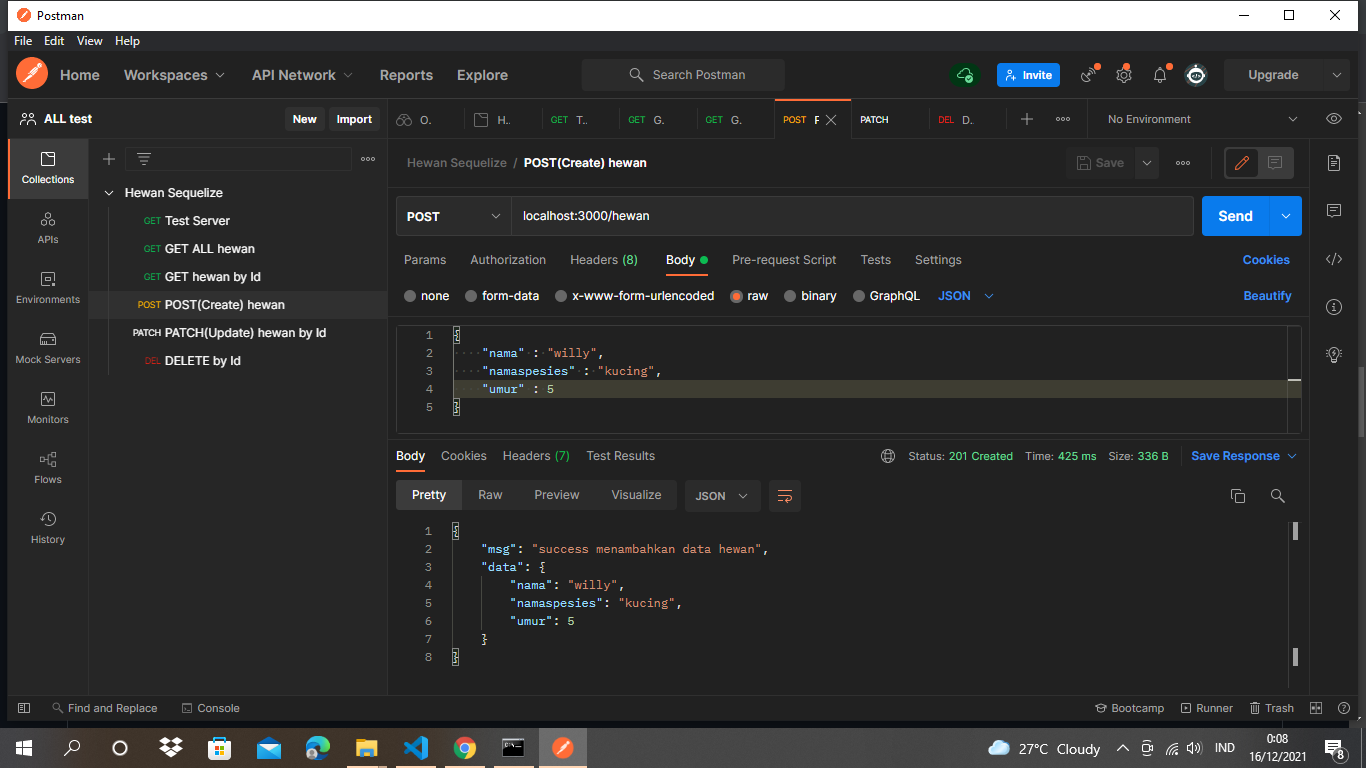 Postman
File Edit View Help
Home Workspaces API Network Reports Explore Search Postman Invite Upgrade
ALL test New Import
O.. H.. GET T.. GET G.. GET G.. POST F PATCH DEL D.. No Environment
Collections
APIs
Environments
Mock Servers
Monitors
Flows
History
Hewan Sequelize
GET Test Server
GET GET ALL hewan
GET GET hewan by Id
POST POST(Create) hewan
PATCH PATCH(Update) hewan by Id
DEL DELETE by Id
Hewan Sequelize / POST(Create) hewan Save
POST localhost:3000/hewan Send
Params Authorization Headers (8) Body Pre-request Script Tests Settings Cookies
none form-data x-www-form-urlencoded raw binary GraphQL JSON Beautify
1 {
2 "nama" : "willy",
3 "namaspesies" : "kucing",
4 "umur" : 5
5 }
Body Cookies Headers (7) Test Results Status: 201 Created Time: 425 ms Size: 336 B Save Response
Pretty Raw Preview Visualize JSON
1 {
2 "msg": "success menambahkan data hewan",
3 "data": {
4 "nama": "willy",
5 "namaspesies": "kucing",
6 "umur": 5
7 }
8 }
Find and Replace Console Bootcamp Runner Trash
27°C Cloudy IND 0:08
16/12/2021
8